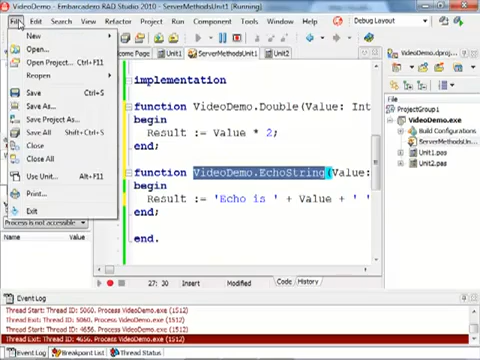 VideoDemo - Embarcadero RAD Studio 2010 - ServerMethodsUnit1 [Running]
File Edit Search View Refactor Project Run Component Tools Window Help Debug Layout
New
Open...
Open Project... Ctrl+F11
Reopen
Save Ctrl+S
Save As...
Save Project As...
Save All Shift+Ctrl+S
Close
Close All
Use Unit... Alt+F11
Print...
Exit
Process is not accessible
Name Value
Unit1 ServerMethodsUnit1 Unit2
implementation
function VideoDemo.Double(Value: Int
begin
Result := Value * 2;
end;
function VideoDemo.EchoString(Value:
begin
Result := 'Echo is ' + Value + ' '
end;
end.
27: 30 Insert Modified Code History
File
ProjectGroup1
VideoDemo.exe
Build Configurations
ServerMethodsUni
Unit1.pas
Unit2.pas
Event Log
Thread Start: Thread ID: 5060. Process VideoDemo.exe (1512)
Thread Exit: Thread ID: 5060. Process VideoDemo.exe (1512)
Thread Start: Thread ID: 4656. Process VideoDemo.exe (1512)
Thread Exit: Thread ID: 4656. Process VideoDemo.exe (1512)
Event Log Breakpoint List Thread Status